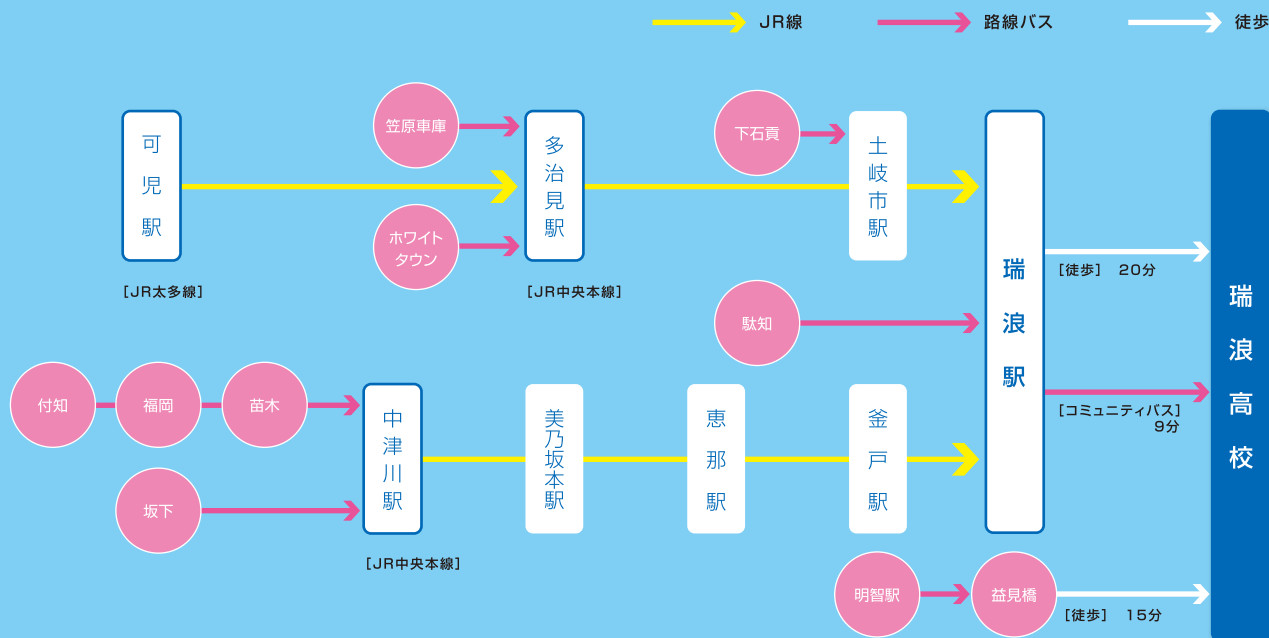 JR線
路線バス
徒歩
可児駅
笠原車庫
多治見駅
下石貢
土岐市駅
ホワイト
タウン
[JR太多線]
[JR中央本線]
駄知
瑞浪駅
[徒歩] 20分
瑞浪高校
付知
福岡
苗木
中津川駅
美乃坂本駅
恵那駅
釜戸駅
[コミュニティバス]
9分
坂下
[JR中央本線]
明智駅
益見橋
[徒歩] 15分